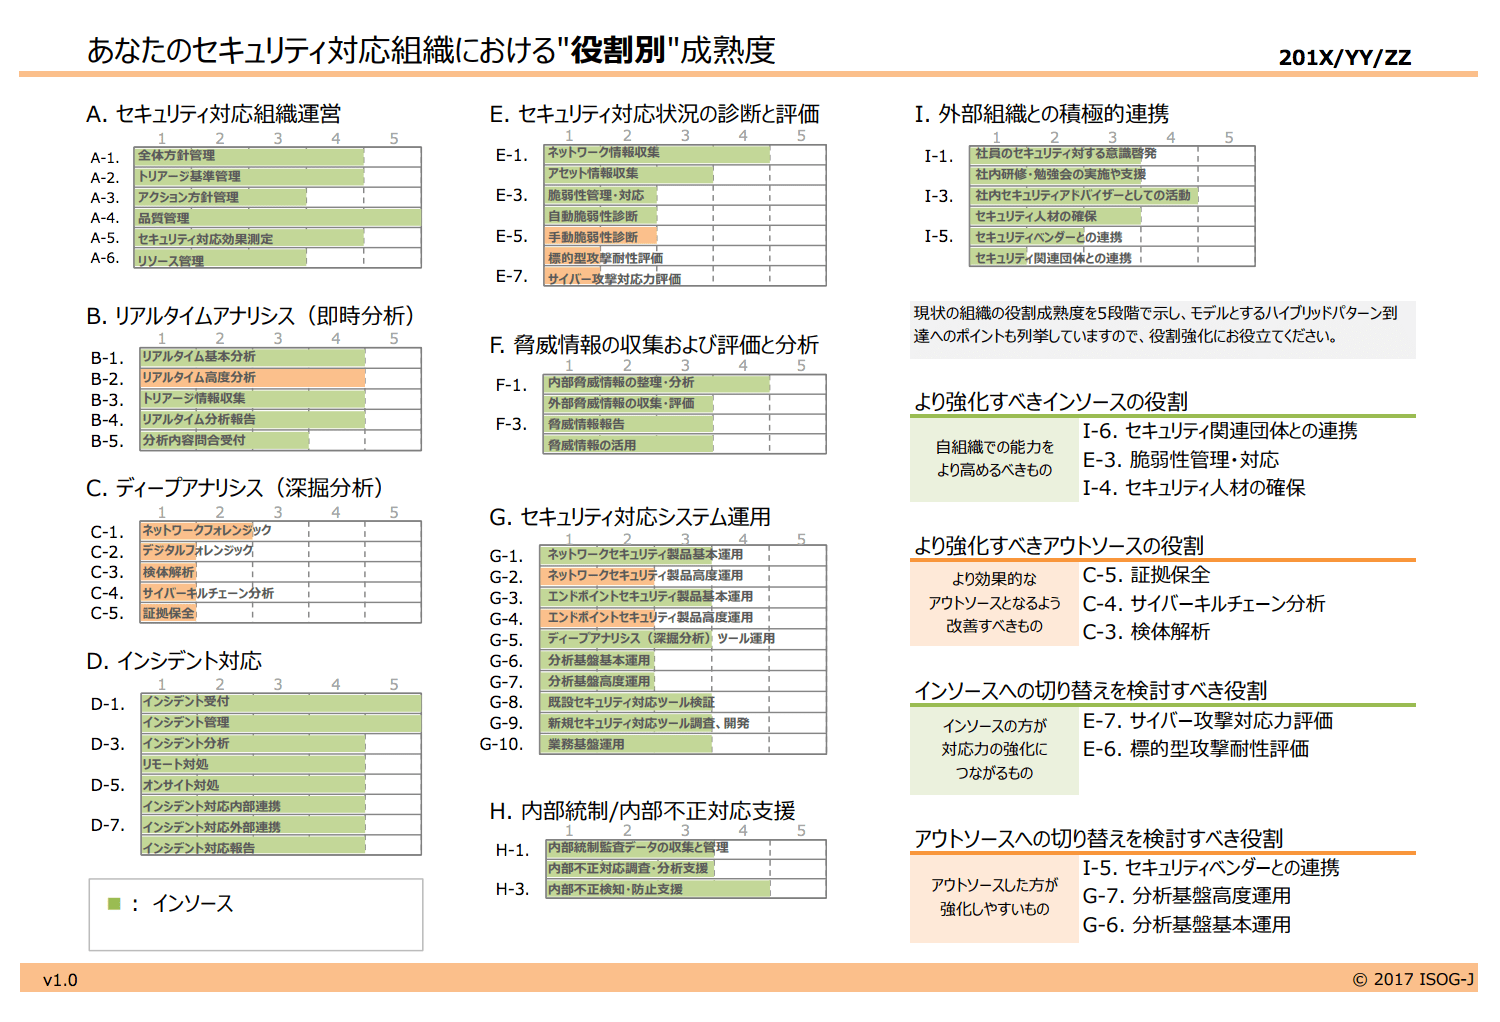 あなたのセキュリティ対応組織における"役割別"成熟度
201X/YY/ZZ
A. セキュリティ対応組織運営
1 2 3 4 5
A-1. 全体方針管理
A-2. トリアージ基準管理
A-3. アクション方針管理
A-4. 品質管理
A-5. セキュリティ対応効果測定
A-6. リソース管理
B. リアルタイムアナリシス（即時分析）
1 2 3 4 5
B-1. リアルタイム基本分析
B-2. リアルタイム高度分析
B-3. トリアージ情報収集
B-4. リアルタイム分析報告
B-5. 分析内容問合受付
C. ディープアナリシス（深掘分析）
1 2 3 4 5
C-1. ネットワークフォレンジック
C-2. デジタルフォレンジック
C-3. 検体解析
C-4. サイバーキルチェーン分析
C-5. 証拠保全
D. インシデント対応
1 2 3 4 5
D-1. インシデント受付
インシデント管理
D-3. インシデント分析
リモート対処
D-5. オンサイト対処
インシデント対応内部連携
D-7. インシデント対応外部連携
インシデント対応報告
■ ： インソース
E. セキュリティ対応状況の診断と評価
1 2 3 4 5
E-1. ネットワーク情報収集
アセット情報収集
E-3. 脆弱性管理・対応
自動脆弱性診断
E-5. 手動脆弱性診断
標的型攻撃耐性評価
E-7. サイバー攻撃対応力評価
F. 脅威情報の収集および評価と分析
1 2 3 4 5
F-1. 内部脅威情報の整理・分析
外部脅威情報の収集・評価
F-3. 脅威情報報告
脅威情報の活用
G. セキュリティ対応システム運用
1 2 3 4 5
G-1. ネットワークセキュリティ製品基本運用
G-2. ネットワークセキュリティ製品高度運用
G-3. エンドポイントセキュリティ製品基本運用
G-4. エンドポイントセキュリティ製品高度運用
G-5. ディープアナリシス（深掘分析）ツール運用
G-6. 分析基盤基本運用
G-7. 分析基盤高度運用
G-8. 既設セキュリティ対応ツール検証
G-9. 新規セキュリティ対応ツール調査、開発
G-10. 業務基盤運用
H. 内部統制/内部不正対応支援
1 2 3 4 5
H-1. 内部統制監査データの収集と管理
内部不正対応調査・分析支援
H-3. 内部不正検知・防止支援
I. 外部組織との積極的連携
1 2 3 4 5
I-1. 社員のセキュリティ対する意識啓発
社内研修・勉強会の実施や支援
I-3. 社内セキュリティアドバイザーとしての活動
セキュリティ人材の確保
I-5. セキュリティベンダーとの連携
セキュリティ関連団体との連携
現状の組織の役割成熟度を5段階で示し、モデルとするハイブリッドパターン到
達へのポイントも列挙していますので、役割強化にお役立てください。
より強化すべきインソースの役割
自組織での能力を
より高めるべきもの
I-6. セキュリティ関連団体との連携
E-3. 脆弱性管理・対応
I-4. セキュリティ人材の確保
より強化すべきアウトソースの役割
より効果的な
アウトソースとなるよう
改善すべきもの
C-5. 証拠保全
C-4. サイバーキルチェーン分析
C-3. 検体解析
インソースへの切り替えを検討すべき役割
インソースの方が
対応力の強化に
つながるもの
E-7. サイバー攻撃対応力評価
E-6. 標的型攻撃耐性評価
アウトソースへの切り替えを検討すべき役割
アウトソースした方が
強化しやすいもの
I-5. セキュリティベンダーとの連携
G-7. 分析基盤高度運用
G-6. 分析基盤基本運用
v1.0
© 2017 ISOG-J